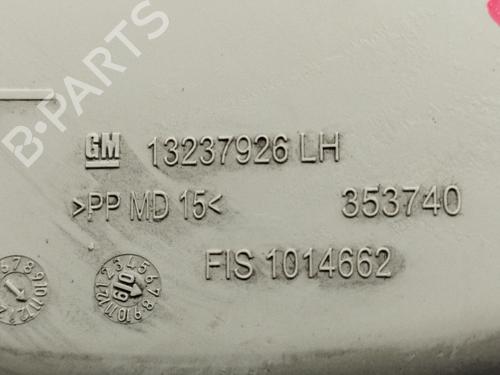 B-PARTS
GM 13237926 LH
>PP MD 15< 353740
FIS 1014662